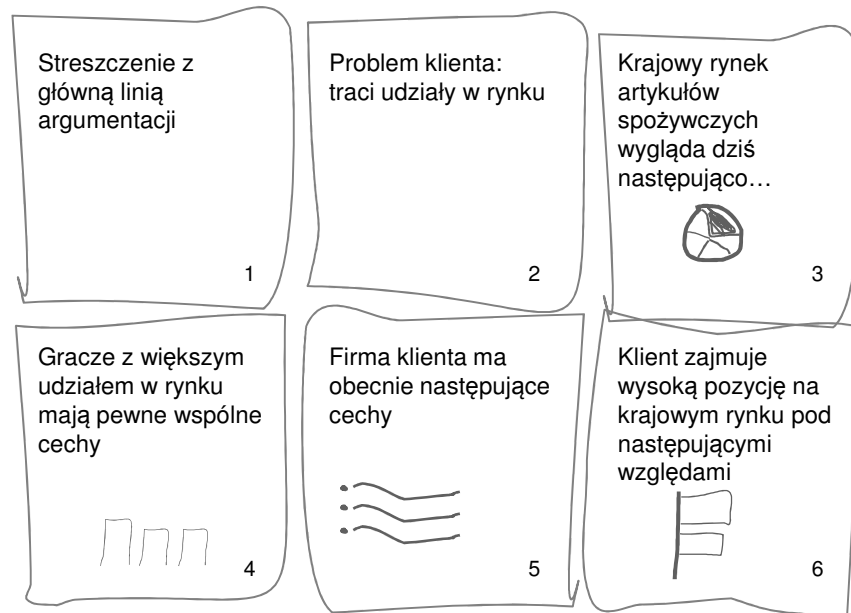 Streszczenie z
główną linią
argumentacji
1
Problem klienta:
traci udziały w rynku
2
Krajowy rynek
artykułów
spożywczych
wygląda dziś
następująco…
3
Gracze z większym
udziałem w rynku
mają pewne wspólne
cechy
4
Firma klienta ma
obecnie następujące
cechy
5
Klient zajmuje
wysoką pozycję na
krajowym rynku pod
następującymi
względami
6